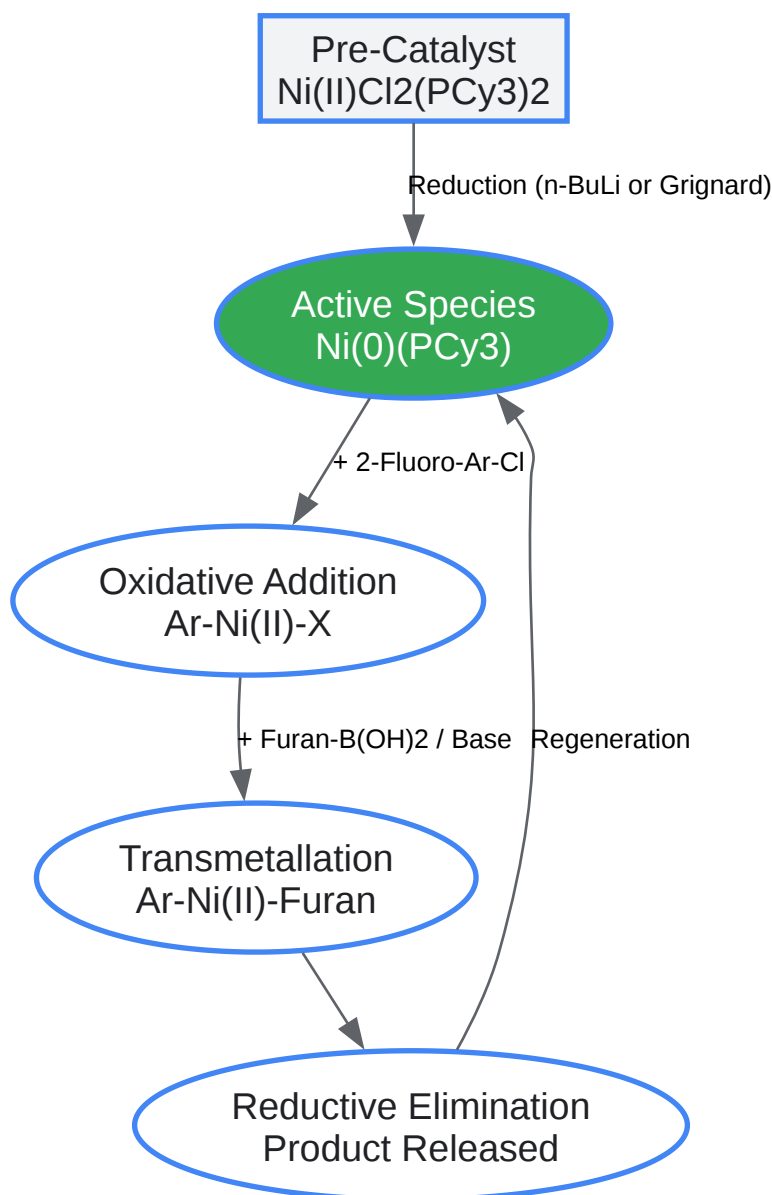 Pre-Catalyst
Ni(II)Cl2(PCy3)2
Reduction (n-BuLi or Grignard)
Active Species
Ni(0)(PCy3)
+ 2-Fluoro-Ar-Cl
Oxidative Addition
Ar-Ni(II)-X
+ Furan-B(OH)2 / Base
Regeneration
Transmetallation
Ar-Ni(II)-Furan
Reductive Elimination
Product Released